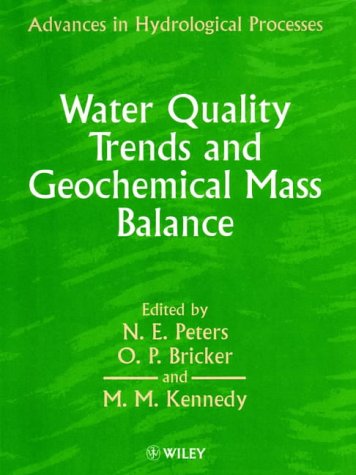 Advances in Hydrological Processes
Water Quality
Trends and
Geochemical Mass
Balance
Edited by
N. E. Peters
O. P. Bricker
and
M. M. Kennedy
WILEY